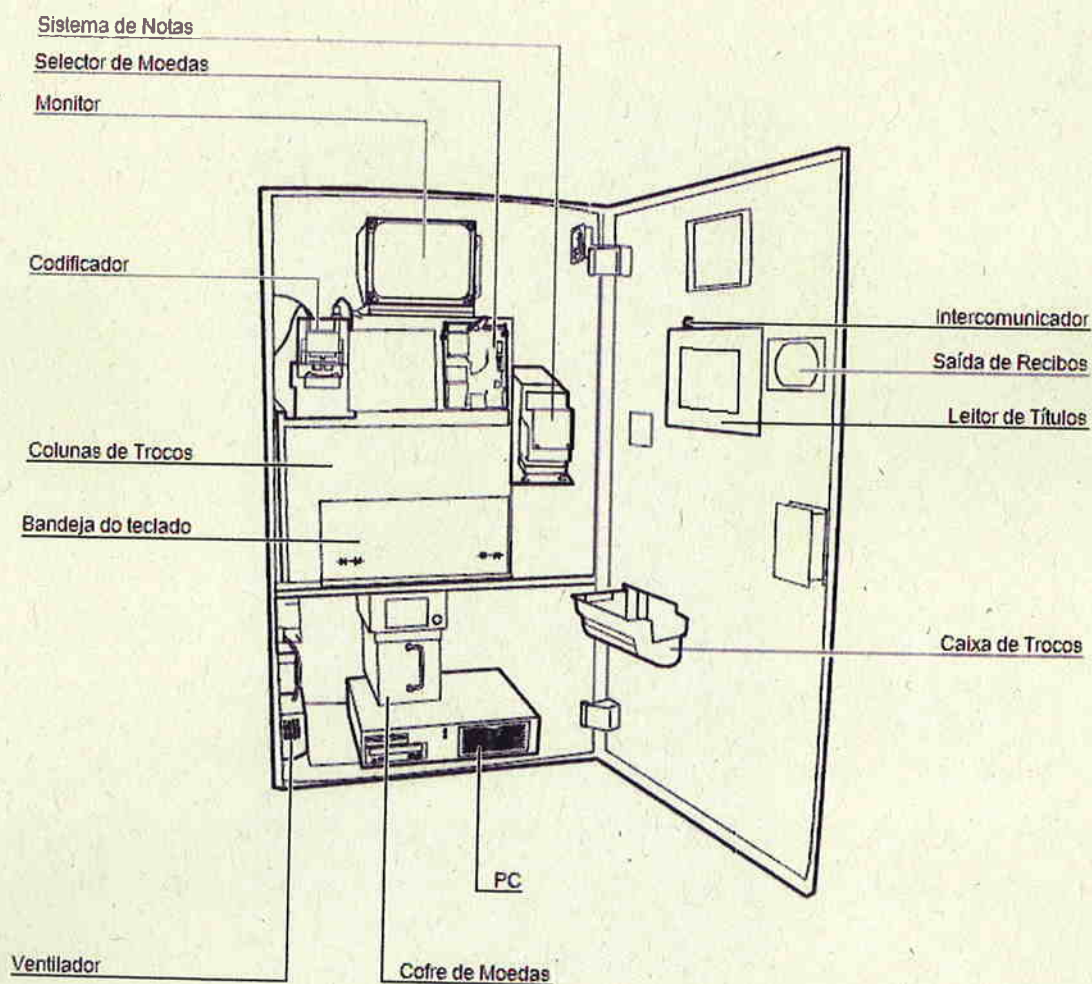 Sistema de Notas
Selector de Moedas
Monitor
Codificador
Intercomunicador
Saída de Recibos
Leitor de Títulos
Colunas de Trocos
Bandeja do teclado
Caixa de Trocos
PC
Ventilador
Cofre de Moedas